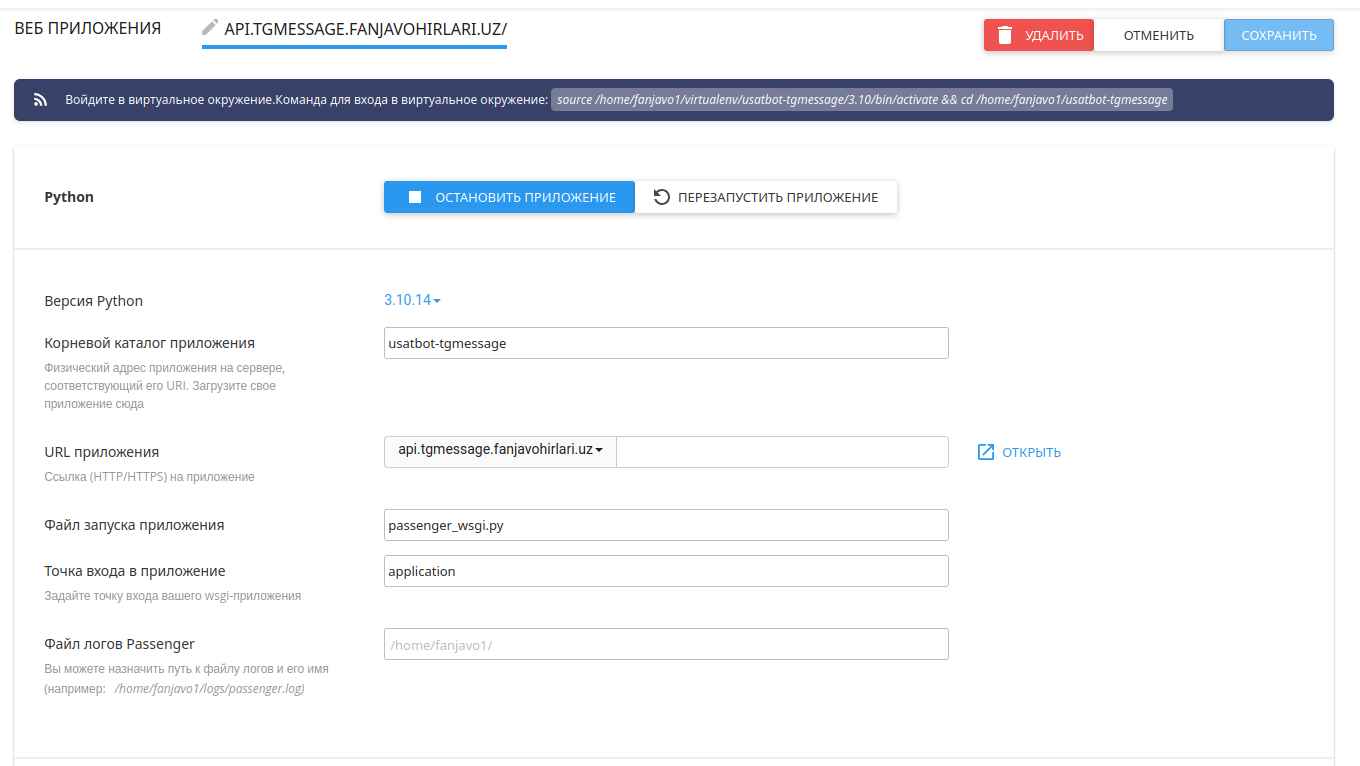 ВЕБ ПРИЛОЖЕНИЯ
API.TGMESSAGE.FANJAVOHIRLARI.UZ/
УДАЛИТЬ
ОТМЕНИТЬ
СОХРАНИТЬ
Войдите в виртуальное окружение.Команда для входа в виртуальное окружение: source /home/fanjavo1/virtualenv/usatbot-tgmessage/3.10/bin/activate && cd /home/fanjavo1/usatbot-tgmessage
Python
ОСТАНОВИТЬ ПРИЛОЖЕНИЕ
ПЕРЕЗАПУСТИТЬ ПРИЛОЖЕНИЕ
Версия Python
3.10.14
Корневой каталог приложения
usatbot-tgmessage
Физический адрес приложения на сервере,
соответствующий его URI. Загрузите свое
приложение сюда
URL приложения
api.tgmessage.fanjavohirlari.uz
ОТКРЫТЬ
Ссылка (HTTP/HTTPS) на приложение
Файл запуска приложения
passenger_wsgi.py
Точка входа в приложение
application
Задайте точку входа вашего wsgi-приложения
Файл логов Passenger
/home/fanjavo1/
Вы можете назначить путь к файлу логов и его имя
(например: /home/fanjavo1/logs/passenger.log)